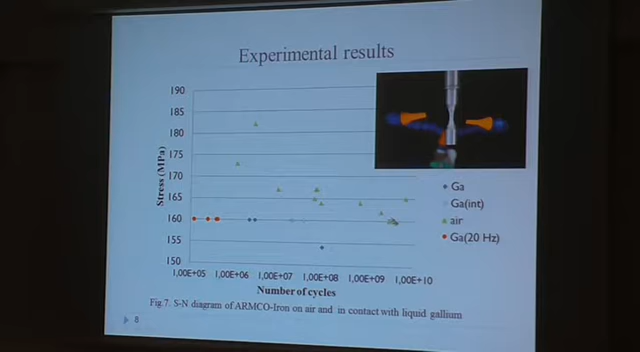 Experimental results
190
185
180
175
170
165
160
155
150
Stress (MPa)
1,00E+05 1,00E+06 1,00E+07 1,00E+08 1,00E+09 1,00E+10
Number of cycles
Ga
Ga(int)
air
Ga(20 Hz)
Fig.7. S-N diagram of ARMCO-Iron on air and in contact with liquid gallium
8